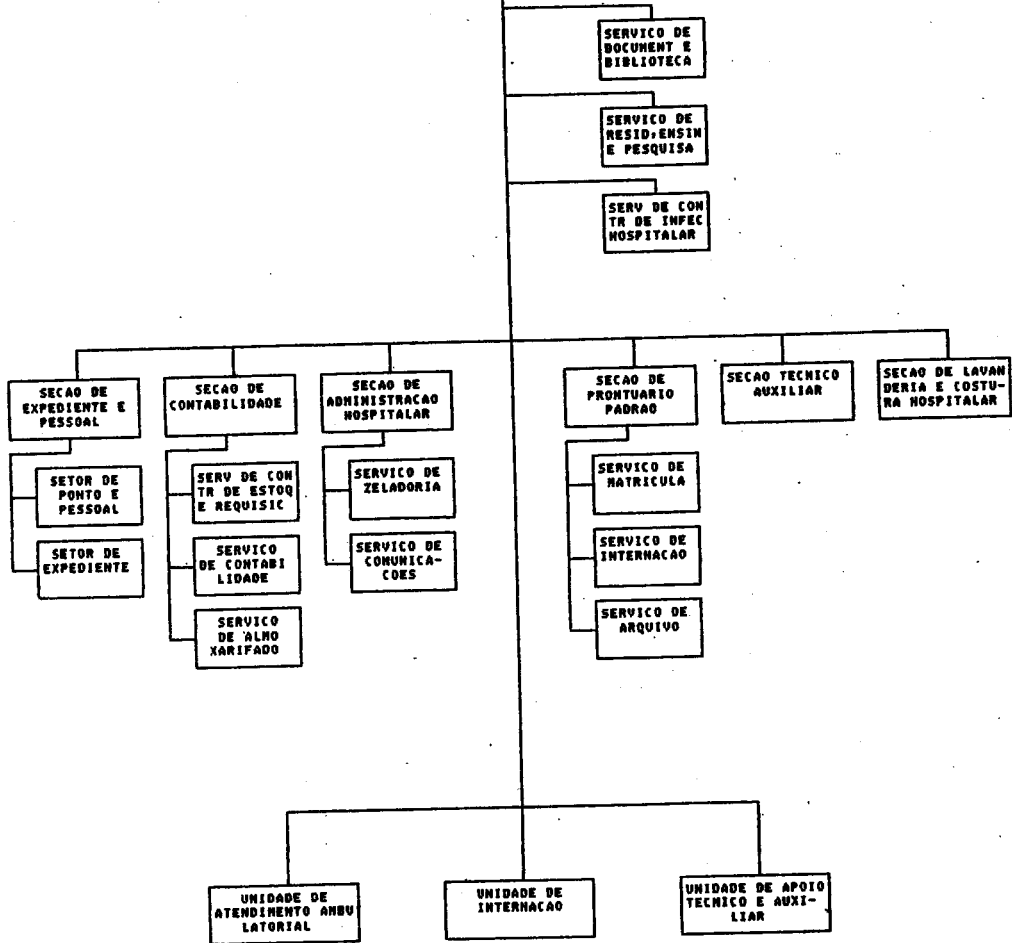 SERVICO DE
DOCUMENT E
BIBLIOTECA
SERVICO DE
RESID,ENSIN
E PESQUISA
SERV DE CON
TR DE INFEC
HOSPITALAR
SECAO DE
EXPEDIENTE E
PESSOAL
SECAO DE
CONTABILIDADE
SECAO DE
ADMINISTRACAO
HOSPITALAR
SECAO DE
PRONTUARIO
PADRAO
SECAO TECNICO
AUXILIAR
SECAO DE LAVAN
DERIA E COSTU-
RA HOSPITALAR
SETOR DE
PONTO E
PESSOAL
SETOR DE
EXPEDIENTE
SERV DE CON
TR DE ESTOQ
E REQUISIC
SERVICO
DE CONTABI
LIDADE
SERVICO
DE ALMO
XARIFADO
SERVICO DE
ZELADORIA
SERVICO DE
COMUNICA-
COES
SERVICO DE
MATRICULA
SERVICO DE
INTERNACAO
SERVICO DE
ARQUIVO
UNIDADE DE
ATENDIMENTO AMBU
LATORIAL
UNIDADE DE
INTERNACAO
UNIDADE DE APOIO
TECNICO E AUXI-
LIAR